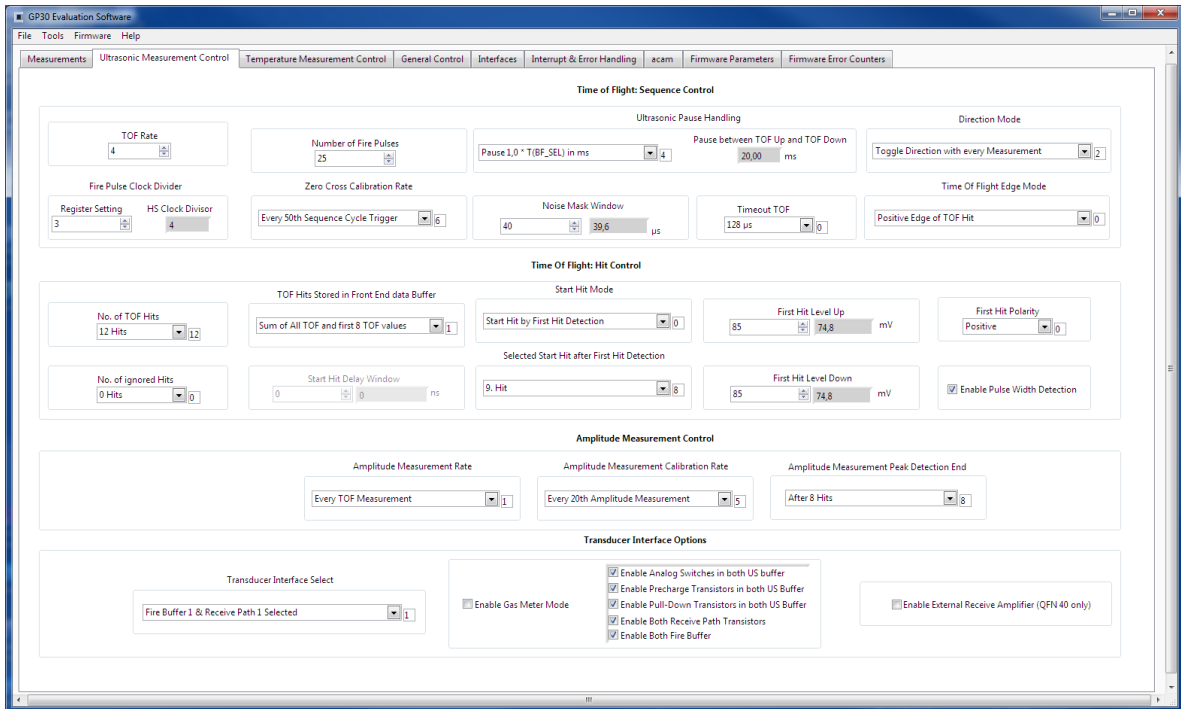 GP30 Evaluation Software
File Tools Firmware Help
Measurements Ultrasonic Measurement Control Temperature Measurement Control General Control Interfaces Interrupt & Error Handling acam Firmware Parameters Firmware Error Counters
Time of Flight: Sequence Control
Ultrasonic Pause Handling
Direction Mode
TOF Rate
4
Number of Fire Pulses
25
Pause 1,0 * T(BF_SEL) in ms 4
Pause between TOF Up and TOF Down
20,00 ms
Toggle Direction with every Measurement 2
Fire Pulse Clock Divider
Zero Cross Calibration Rate
Time Of Flight Edge Mode
Register Setting HS Clock Divisor
3 4
Every 50th Sequence Cycle Trigger 6
Noise Mask Window
40 39,6 µs
Timeout TOF
128 µs 0
Positive Edge of TOF Hit 0
Time Of Flight: Hit Control
TOF Hits Stored in Front End data Buffer
Start Hit Mode
No. of TOF Hits
12 Hits 12
Sum of All TOF and first 8 TOF values 1
Start Hit by First Hit Detection 0
First Hit Level Up
85 74,8 mV
First Hit Polarity
Positive 0
Selected Start Hit after First Hit Detection
No. of ignored Hits
0 Hits 0
Start Hit Delay Window
0 0 ns
9. Hit 8
First Hit Level Down
85 74,8 mV
Enable Pulse Width Detection
Amplitude Measurement Control
Amplitude Measurement Rate
Amplitude Measurement Calibration Rate
Amplitude Measurement Peak Detection End
Every TOF Measurement 1
Every 20th Amplitude Measurement 5
After 8 Hits 8
Transducer Interface Options
Transducer Interface Select
Fire Buffer 1 & Receive Path 1 Selected 1
Enable Gas Meter Mode
Enable Analog Switches in both US buffer
Enable Precharge Transistors in both US Buffer
Enable Pull-Down Transistors in both US Buffer
Enable Both Receive Path Transistors
Enable Both Fire Buffer
Enable External Receive Amplifier (QFN 40 only)